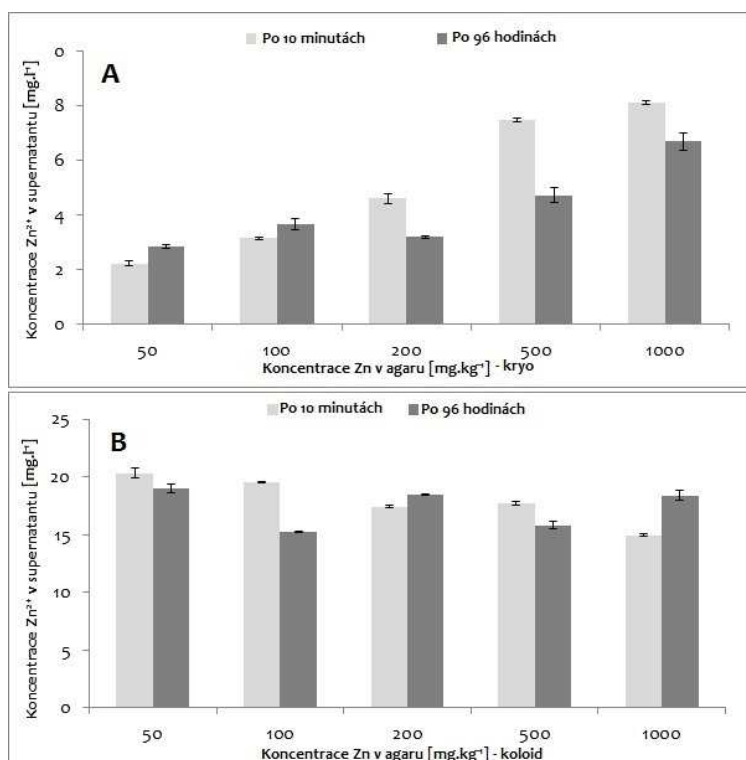 Po 10 minutách Po 96 hodinách
A
Koncentrace Zn²⁺ v supernatantu [mg.l⁻¹]
0
8
6
4
2
0
50 100 200 500 1000
Koncentrace Zn v agaru [mg.kg⁻¹] - kryo
Po 10 minutách Po 96 hodinách
B
Koncentrace Zn²⁺ v supernatantu [mg.l⁻¹]
25
20
15
10
5
0
50 100 200 500 1000
Koncentrace Zn v agaru [mg.kg⁻¹] - koloid